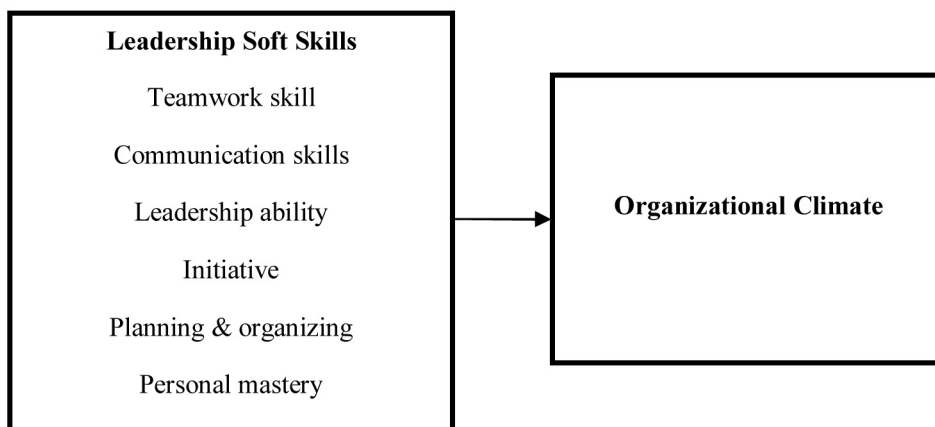 Leadership Soft Skills
Teamwork skill
Communication skills
Leadership ability
Initiative
Planning & organizing
Personal mastery
Organizational Climate